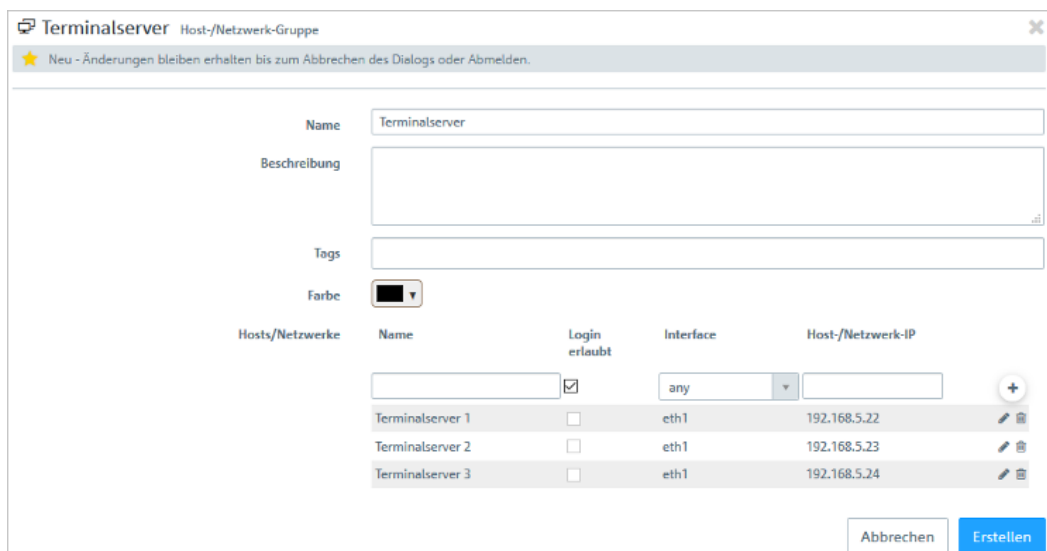 Terminalserver Host-/Netzwerk-Gruppe
Neu - Änderungen bleiben erhalten bis zum Abbrechen des Dialogs oder Abmelden.
Name Terminalserver
Beschreibung
Tags
Farbe
Hosts/Netzwerke Name Login erlaubt Interface Host-/Netzwerk-IP
any
Terminalserver 1 eth1 192.168.5.22
Terminalserver 2 eth1 192.168.5.23
Terminalserver 3 eth1 192.168.5.24
Abbrechen Erstellen